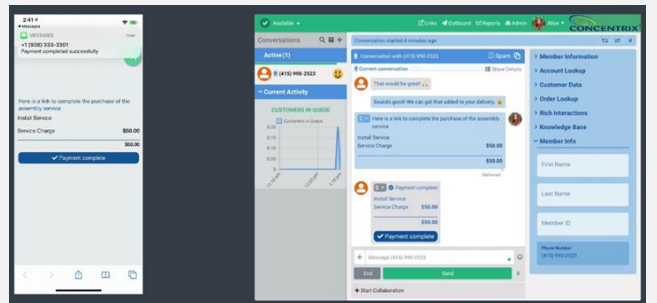 2:41
Messages
MESSAGES
now
+1 (938) 333-3301
Payment completed successfully
Here is a link to complete the purchase of the
assembly service
Install Service
Service Charge $50.00
$50.00
Payment complete
Available
Links Outbound Reports Admin Alice
CONCENTRIX
Conversations
Conversation started 4 minutes ago
Active (1)
Conversation with (415) 990-2523 Spam
(415) 990-2523
Current conversation Show Details
Current Activity
CUSTOMERS IN QUEUE
Customers in Queue
That would be great!
Sounds good! We can get that added to your delivery.
Here is a link to complete the purchase of the assembly
service
Install Service
Service Charge $50.00
$50.00
Delivered
Payment complete
Install Service
Service Charge $50.00
$50.00
Payment complete
Message (415) 990-2523
End Send
Start Collaboration
Member Information
Account Lookup
Customer Data
Order Lookup
Rich Interactions
Knowledge Base
Member Info
First Name
Last Name
Member ID
Phone Number
(415) 990-2523